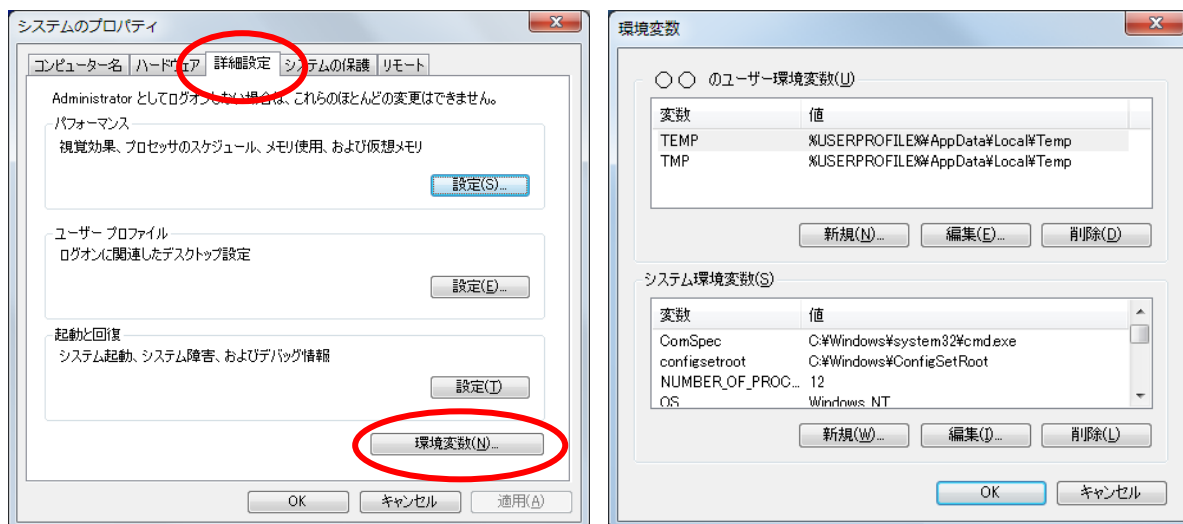 システムのプロパティ
コンピューター名 ハードウェア 詳細設定 システムの保護 リモート
Administrator としてログオンしない場合は、これらのほとんどの変更はできません。
パフォーマンス
視覚効果、プロセッサのスケジュール、メモリ使用、および仮想メモリ
設定(S)...
ユーザー プロファイル
ログオンに関連したデスクトップ設定
設定(E)...
起動と回復
システム起動、システム障害、およびデバッグ情報
設定(T)
環境変数(N)...
OK キャンセル 適用(A)
環境変数
〇〇 のユーザー環境変数(U)
変数 値
TEMP %USERPROFILE%¥AppData¥Local¥Temp
TMP %USERPROFILE%¥AppData¥Local¥Temp
新規(N)... 編集(E)... 削除(D)
システム環境変数(S)
変数 値
ComSpec C:¥Windows¥system32¥cmd.exe
configsetroot C:¥Windows¥ConfigSetRoot
NUMBER_OF_PROC... 12
OS Windows_NT
新規(W)... 編集(I)... 削除(L)
OK キャンセル